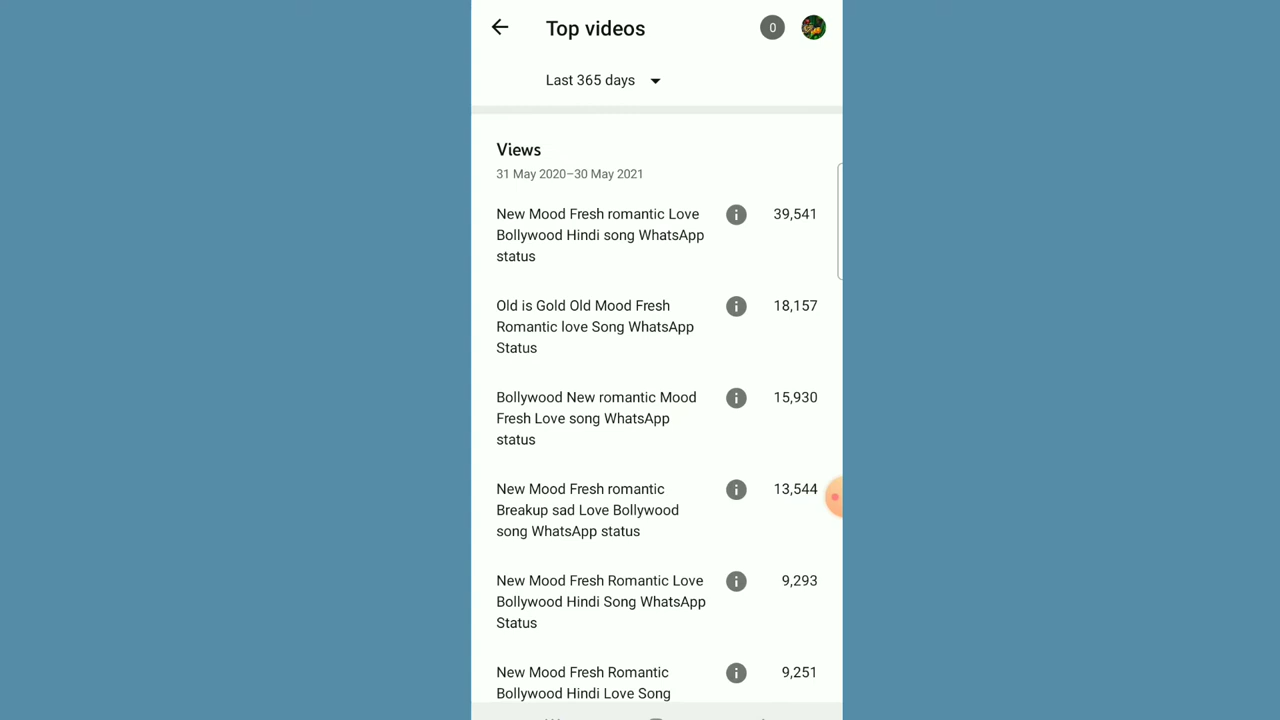 Top videos
0
Last 365 days
Views
31 May 2020–30 May 2021
New Mood Fresh romantic Love 39,541
Bollywood Hindi song WhatsApp
status
Old is Gold Old Mood Fresh 18,157
Romantic love Song WhatsApp
Status
Bollywood New romantic Mood 15,930
Fresh Love song WhatsApp
status
New Mood Fresh romantic 13,544
Breakup sad Love Bollywood
song WhatsApp status
New Mood Fresh Romantic Love 9,293
Bollywood Hindi Song WhatsApp
Status
New Mood Fresh Romantic 9,251
Bollywood Hindi Love Song